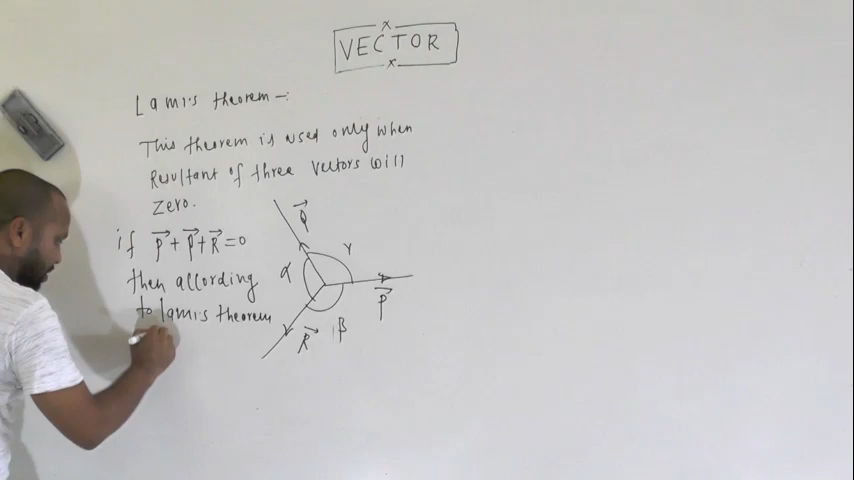 VECTOR
Lami's theorem -:
This theorem is used only when
Resultant of three vectors will
zero.
if P⃗ + P⃗ + R⃗ = 0
then according
to lami's theorem
Q⃗
γ
α
P⃗
R⃗
β